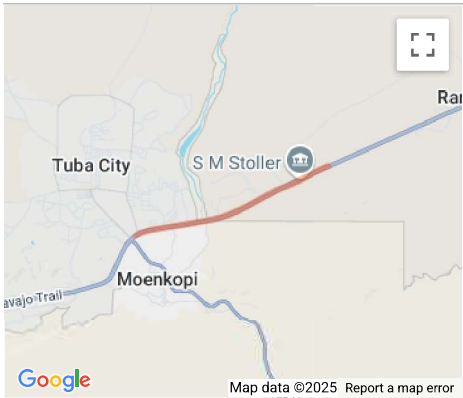 Ran
Tuba City
S M Stoller
Moenkopi
avajo Trail
Google
Map data ©2025 Report a map error